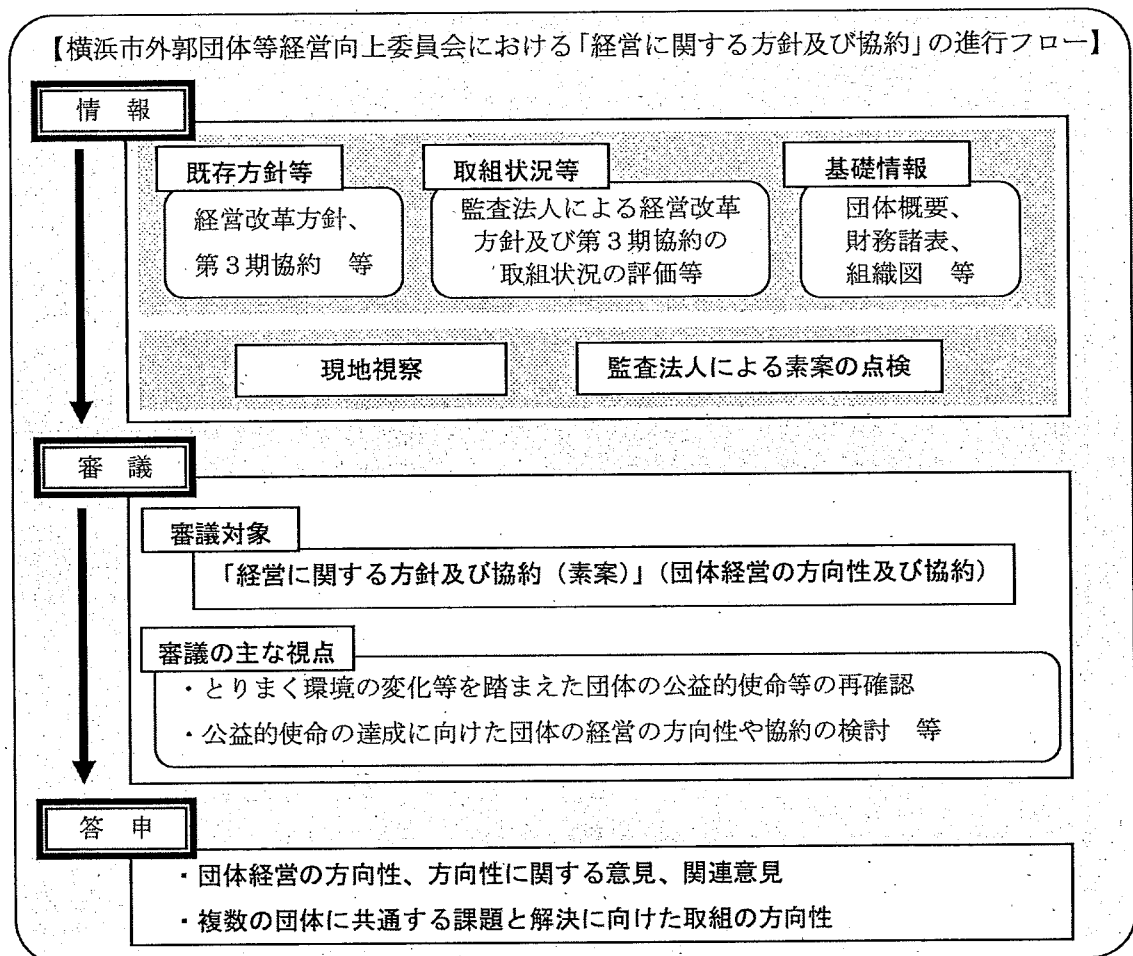 【横浜市外郭団体等経営向上委員会における「経営に関する方針及び協約」の進行フロー】
情 報
既存方針等
経営改革方針、
第3期協約 等
取組状況等
監査法人による経営改革
方針及び第3期協約の
取組状況の評価等
基礎情報
団体概要、
財務諸表、
組織図 等
現地視察
監査法人による素案の点検
審 議
審議対象
「経営に関する方針及び協約（素案）」（団体経営の方向性及び協約）
審議の主な視点
・とりまく環境の変化等を踏まえた団体の公益的使命等の再確認
・公益的使命の達成に向けた団体の経営の方向性や協約の検討 等
答 申
・団体経営の方向性、方向性に関する意見、関連意見
・複数の団体に共通する課題と解決に向けた取組の方向性